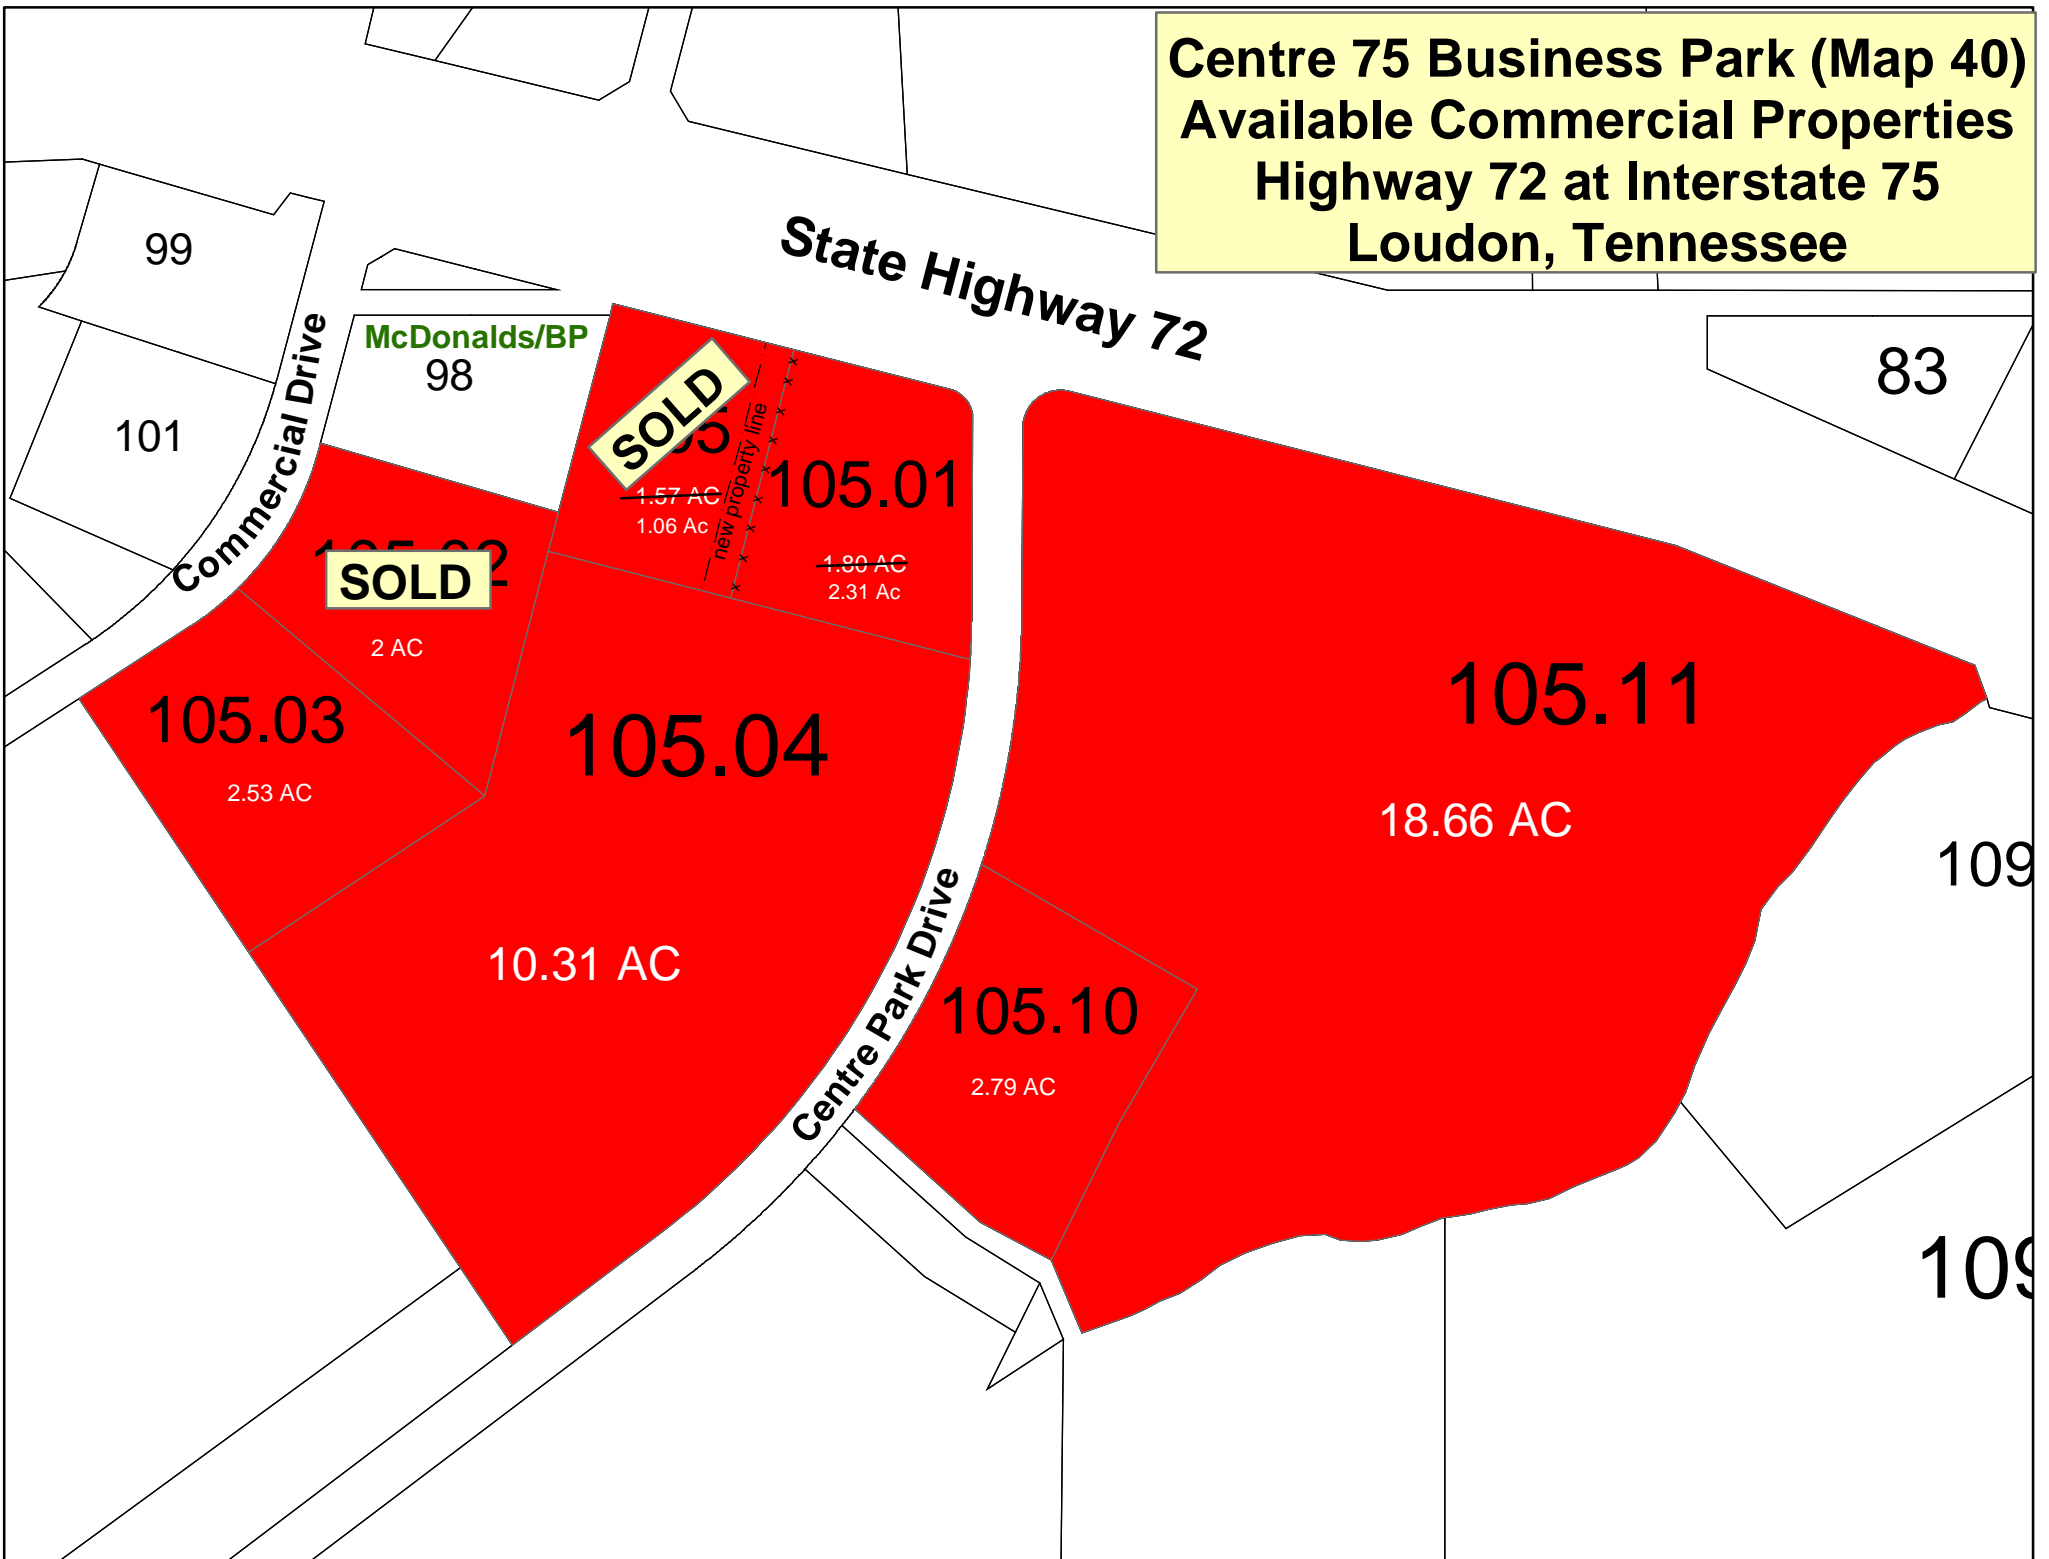 Centre 75 Business Park (Map 40)
Available Commercial Properties
Highway 72 at Interstate 75
Loudon, Tennessee
State Highway 72
99
McDonalds/BP
98
83
101
Commercial Drive
SOLD
new property line
1.57 AC
1.06 Ac
105.01
1.80 AC
2.31 Ac
SOLD
2 AC
105.03
2.53 AC
105.04
10.31 AC
105.11
18.66 AC
Centre Park Drive
105.10
2.79 AC
109